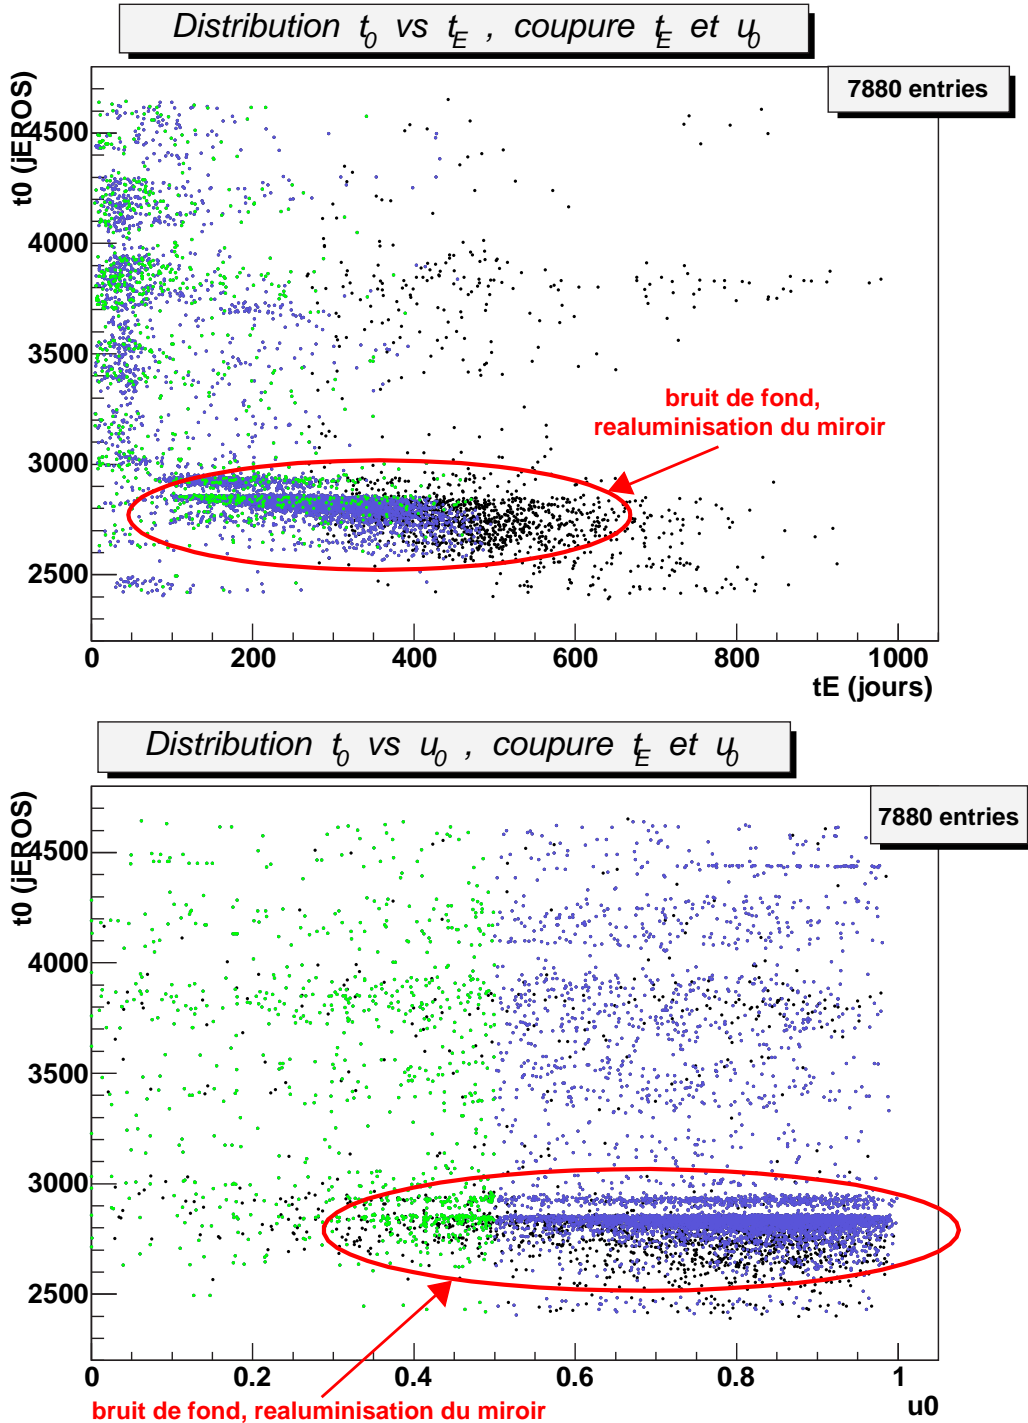 Distribution t0 vs tE , coupure tE et u0
7880 entries
t0 (jEROS)
4500
4000
3500
3000
2500
bruit de fond,
realuminisation du miroir
0 200 400 600 800 1000
tE (jours)
Distribution t0 vs u0 , coupure tE et u0
7880 entries
t0 (jEROS)
4500
4000
3500
3000
2500
0 0.2 0.4 0.6 0.8 1
bruit de fond, realuminisation du miroir
u0